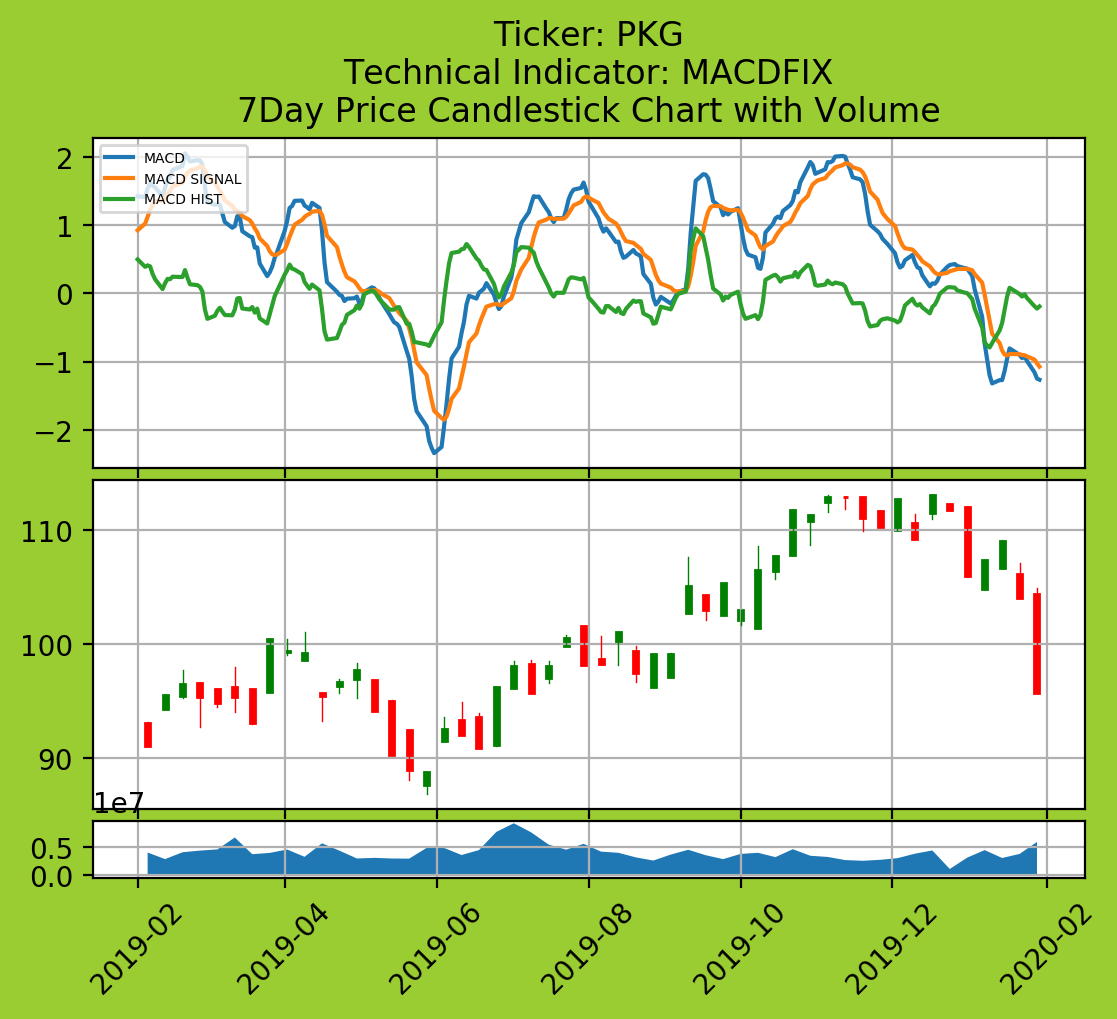 Ticker: PKG
Technical Indicator: MACDFIX
7Day Price Candlestick Chart with Volume
2
1
0
−1
−2
MACD
MACD SIGNAL
MACD HIST
110
100
90
1e7
0.5
0.0
2019-02
2019-04
2019-06
2019-08
2019-10
2019-12
2020-02